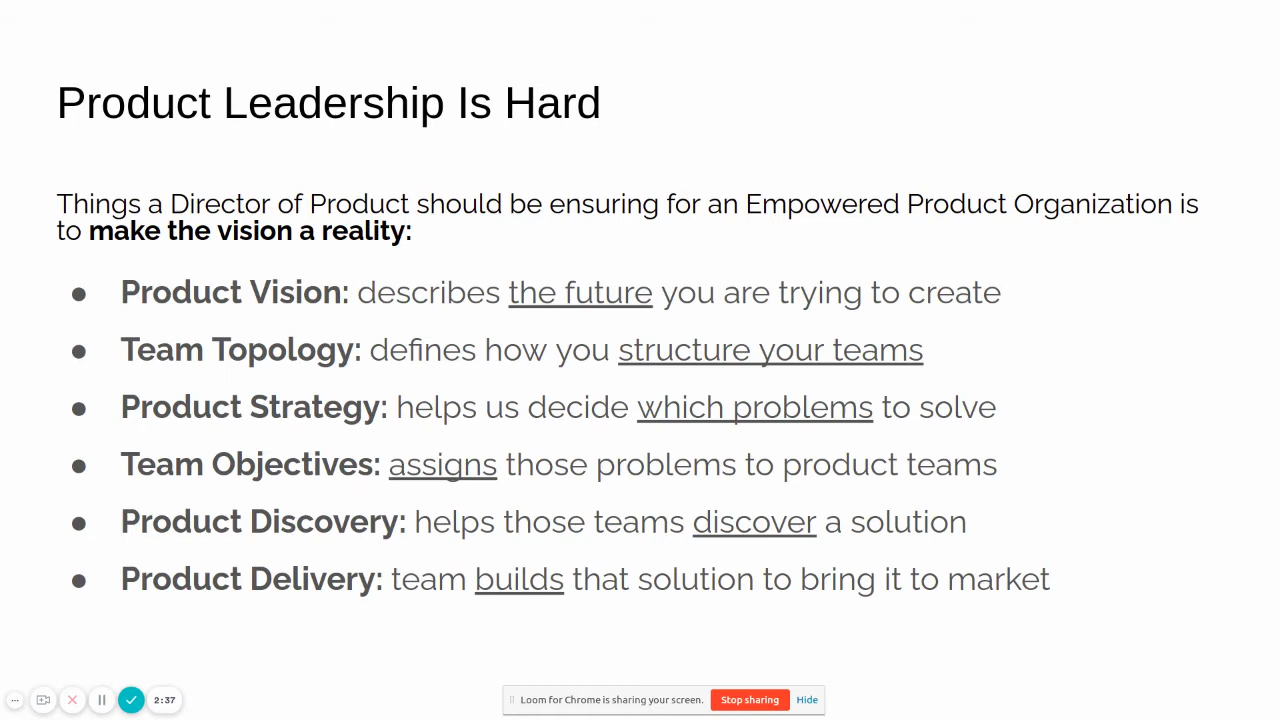 Product Leadership Is Hard
Things a Director of Product should be ensuring for an Empowered Product Organization is
to make the vision a reality:
● Product Vision: describes the future you are trying to create
● Team Topology: defines how you structure your teams
● Product Strategy: helps us decide which problems to solve
● Team Objectives: assigns those problems to product teams
● Product Discovery: helps those teams discover a solution
● Product Delivery: team builds that solution to bring it to market
2:37
Loom for Chrome is sharing your screen. Stop sharing Hide